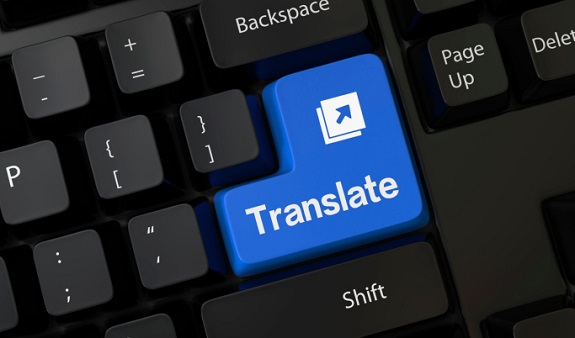 Backspace
Page
Up
Delet
+
=
_
-
}
]
{
[
P
Translate
“
‘
:
;
Shift